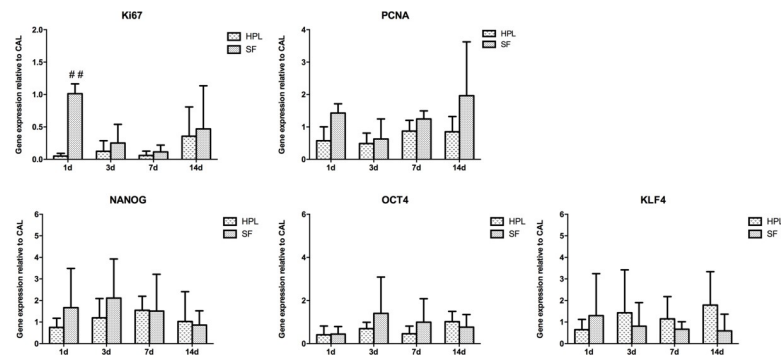 Ki67
Gene expression relative to CAL
2.0
1.5
1.0
0.5
0.0
##
1d 3d 7d 14d
HPL
SF
PCNA
Gene expression relative to CAL
4
3
2
1
0
1d 3d 7d 14d
HPL
SF
NANOG
Gene expression relative to CAL
6
5
4
3
2
1
0
1d 3d 7d 14d
HPL
SF
OCT4
Gene expression relative to CAL
6
5
4
3
2
1
0
1d 3d 7d 14d
HPL
SF
KLF4
Gene expression relative to CAL
6
5
4
3
2
1
0
1d 3d 7d 14d
HPL
SF